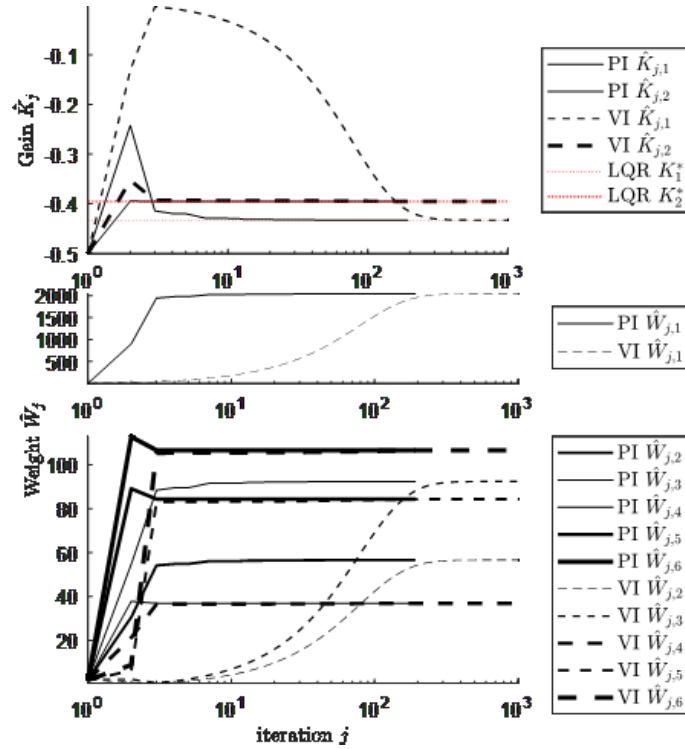 -0.1
-0.2
-0.3
-0.4
-0.5
Gain K̂_j
10^0 10^1 10^2 10^3
PI K̂_{j,1}
PI K̂_{j,2}
VI K̂_{j,1}
VI K̂_{j,2}
LQR K_1^*
LQR K_2^*
2000
1500
1000
500
10^0 10^1 10^2 10^3
PI Ŵ_{j,1}
VI Ŵ_{j,1}
100
80
60
40
20
Weight Ŵ_j
10^0 10^1 10^2 10^3
iteration j
PI Ŵ_{j,2}
PI Ŵ_{j,3}
PI Ŵ_{j,4}
PI Ŵ_{j,5}
PI Ŵ_{j,6}
VI Ŵ_{j,2}
VI Ŵ_{j,3}
VI Ŵ_{j,4}
VI Ŵ_{j,5}
VI Ŵ_{j,6}